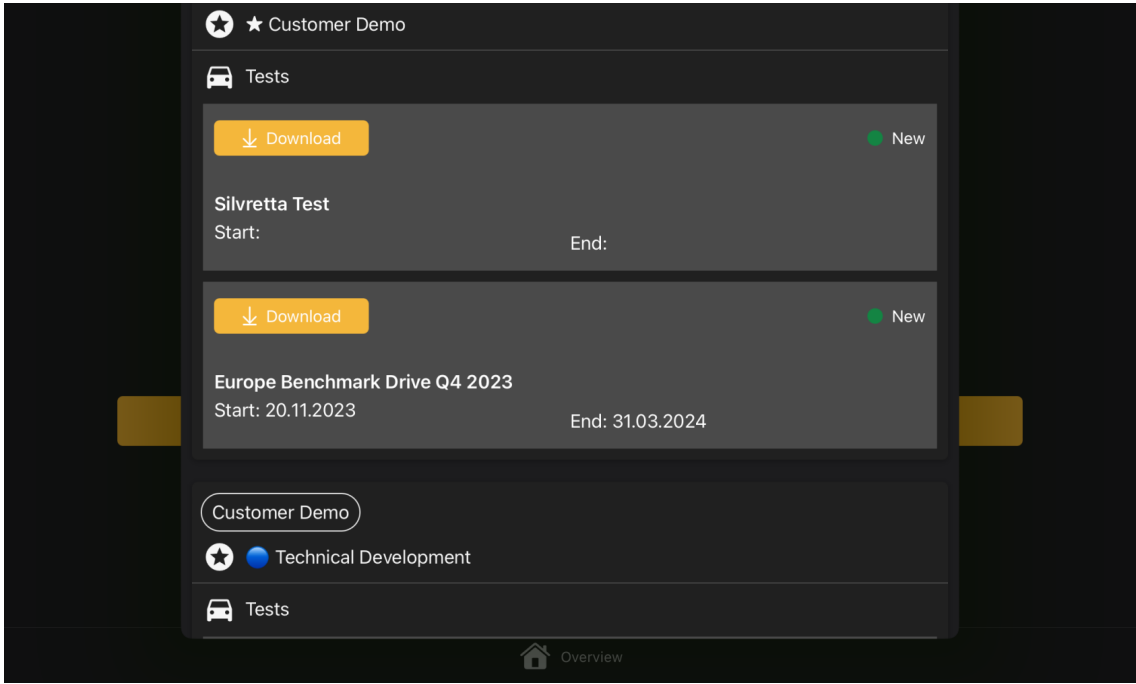 ★ Customer Demo
Tests
Download
New
Silvretta Test
Start:
End:
Download
New
Europe Benchmark Drive Q4 2023
Start: 20.11.2023
End: 31.03.2024
Customer Demo
Technical Development
Tests
Overview